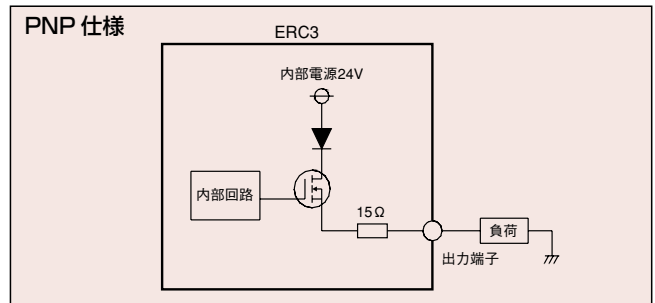 PNP 仕様
ERC3
内部電源24V
内部回路
15Ω
負荷
出力端子